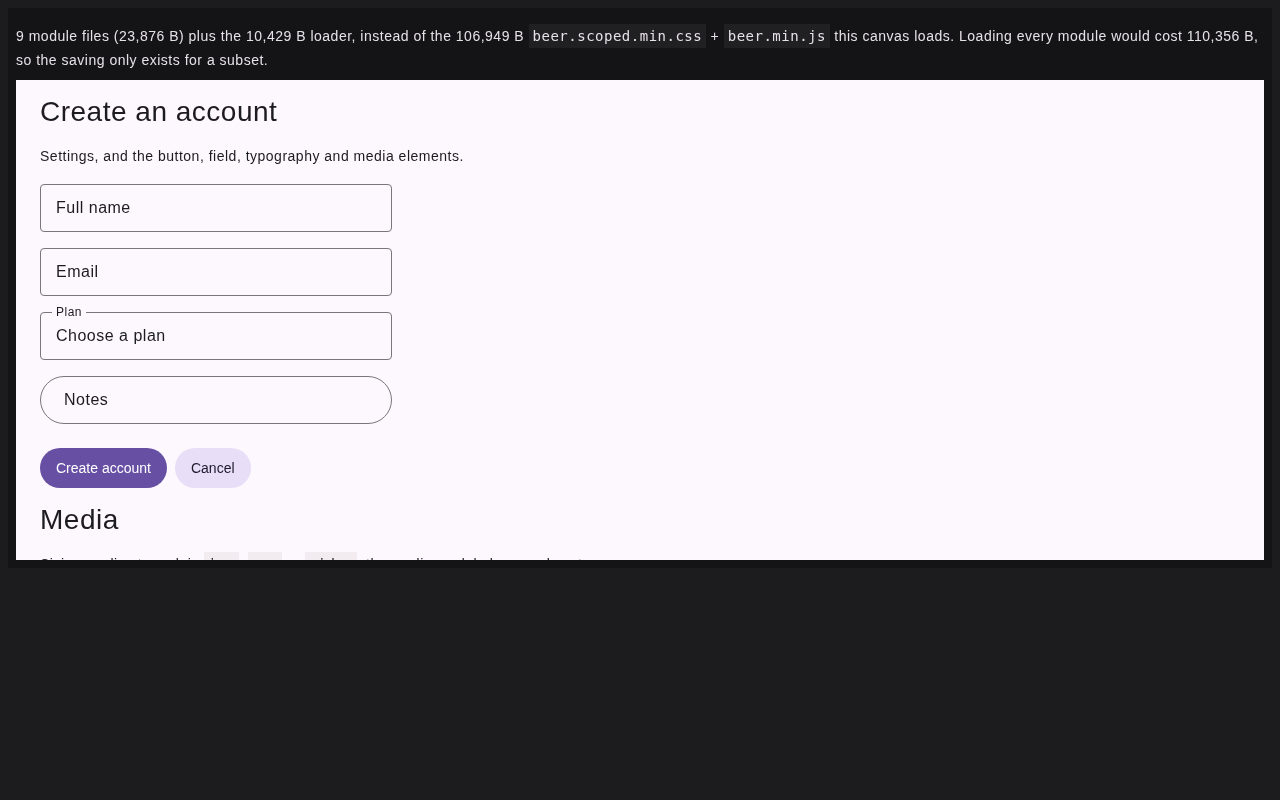 9 module files (23,876 B) plus the 10,429 B loader, instead of the 106,949 B beer.scoped.min.css + beer.min.js this canvas loads. Loading every module would cost 110,356 B,
so the saving only exists for a subset.
Create an account
Settings, and the button, field, typography and media elements.
Full name
Email
Plan
Choose a plan
Notes
Create account Cancel
Media